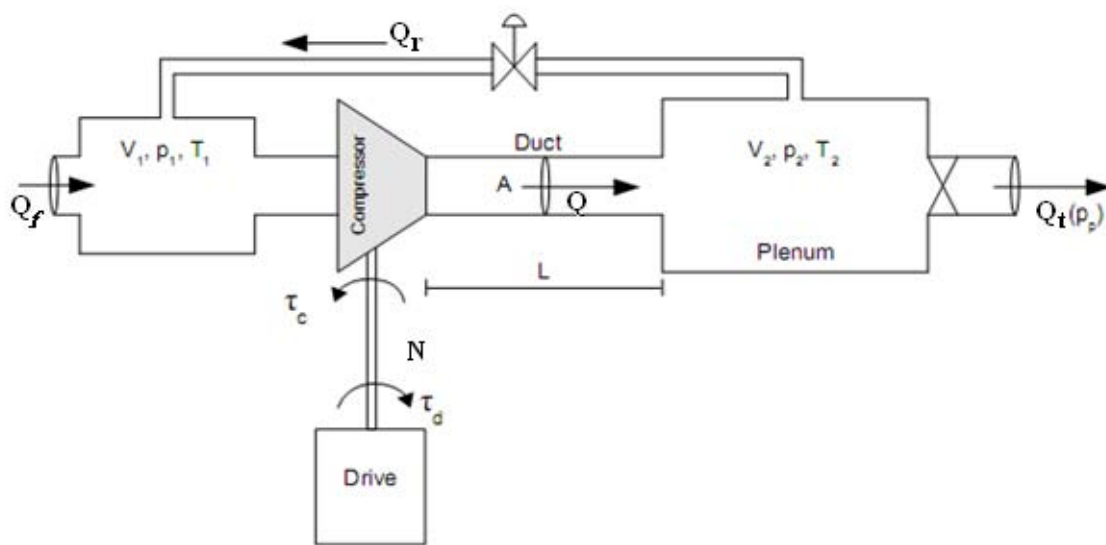 Qr
V1, p1, T1
Compressor
Duct
V2, p2, T2
Qf
A
Q
Qt(pp)
Plenum
L
τc
N
τd
Drive